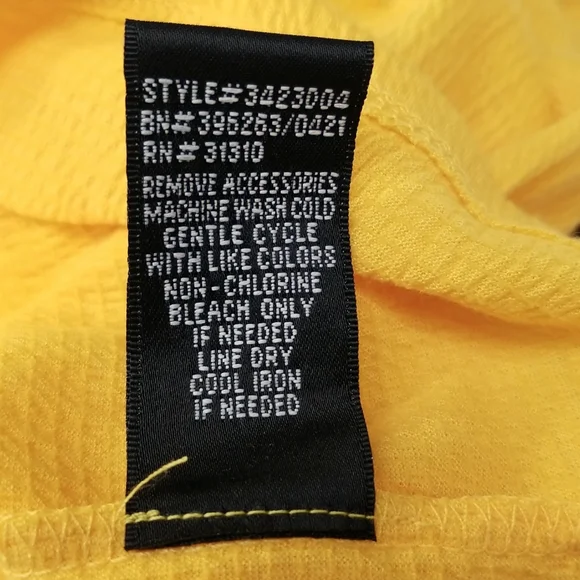 STYLE#3423D04
BN#395263/0421
RN#31310
REMOVE ACCESSORIES
MACHINE WASH COLD
GENTLE CYCLE
WITH LIKE COLORS
NON-CHLORINE
BLEACH ONLY
IF NEEDED
LINE DRY
COOL IRON
IF NEEDED